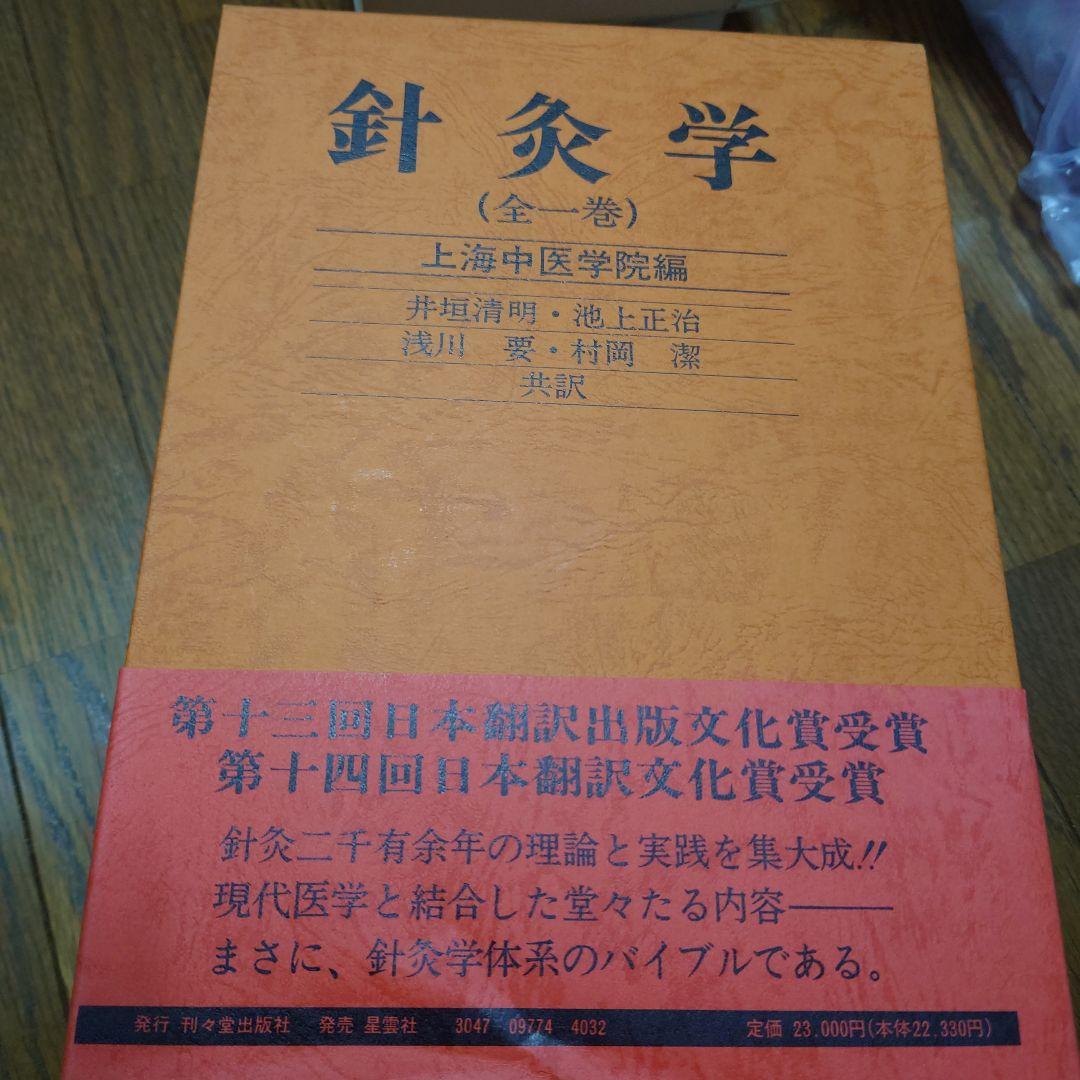 針灸学
(全一巻)
上海中医学院編
井垣清明・池上正治
浅川 要・村岡 潔
共訳
第十三回日本翻訳出版文化賞受賞
第十四回日本翻訳文化賞受賞
針灸二千有余年の理論と実践を集大成!!
現代医学と結合した堂々たる内容――
まさに、針灸学体系のバイブルである。
発行 刊々堂出版社 発売 星雲社 3047―09774―4032 定価 23.000円(本体22.330円)